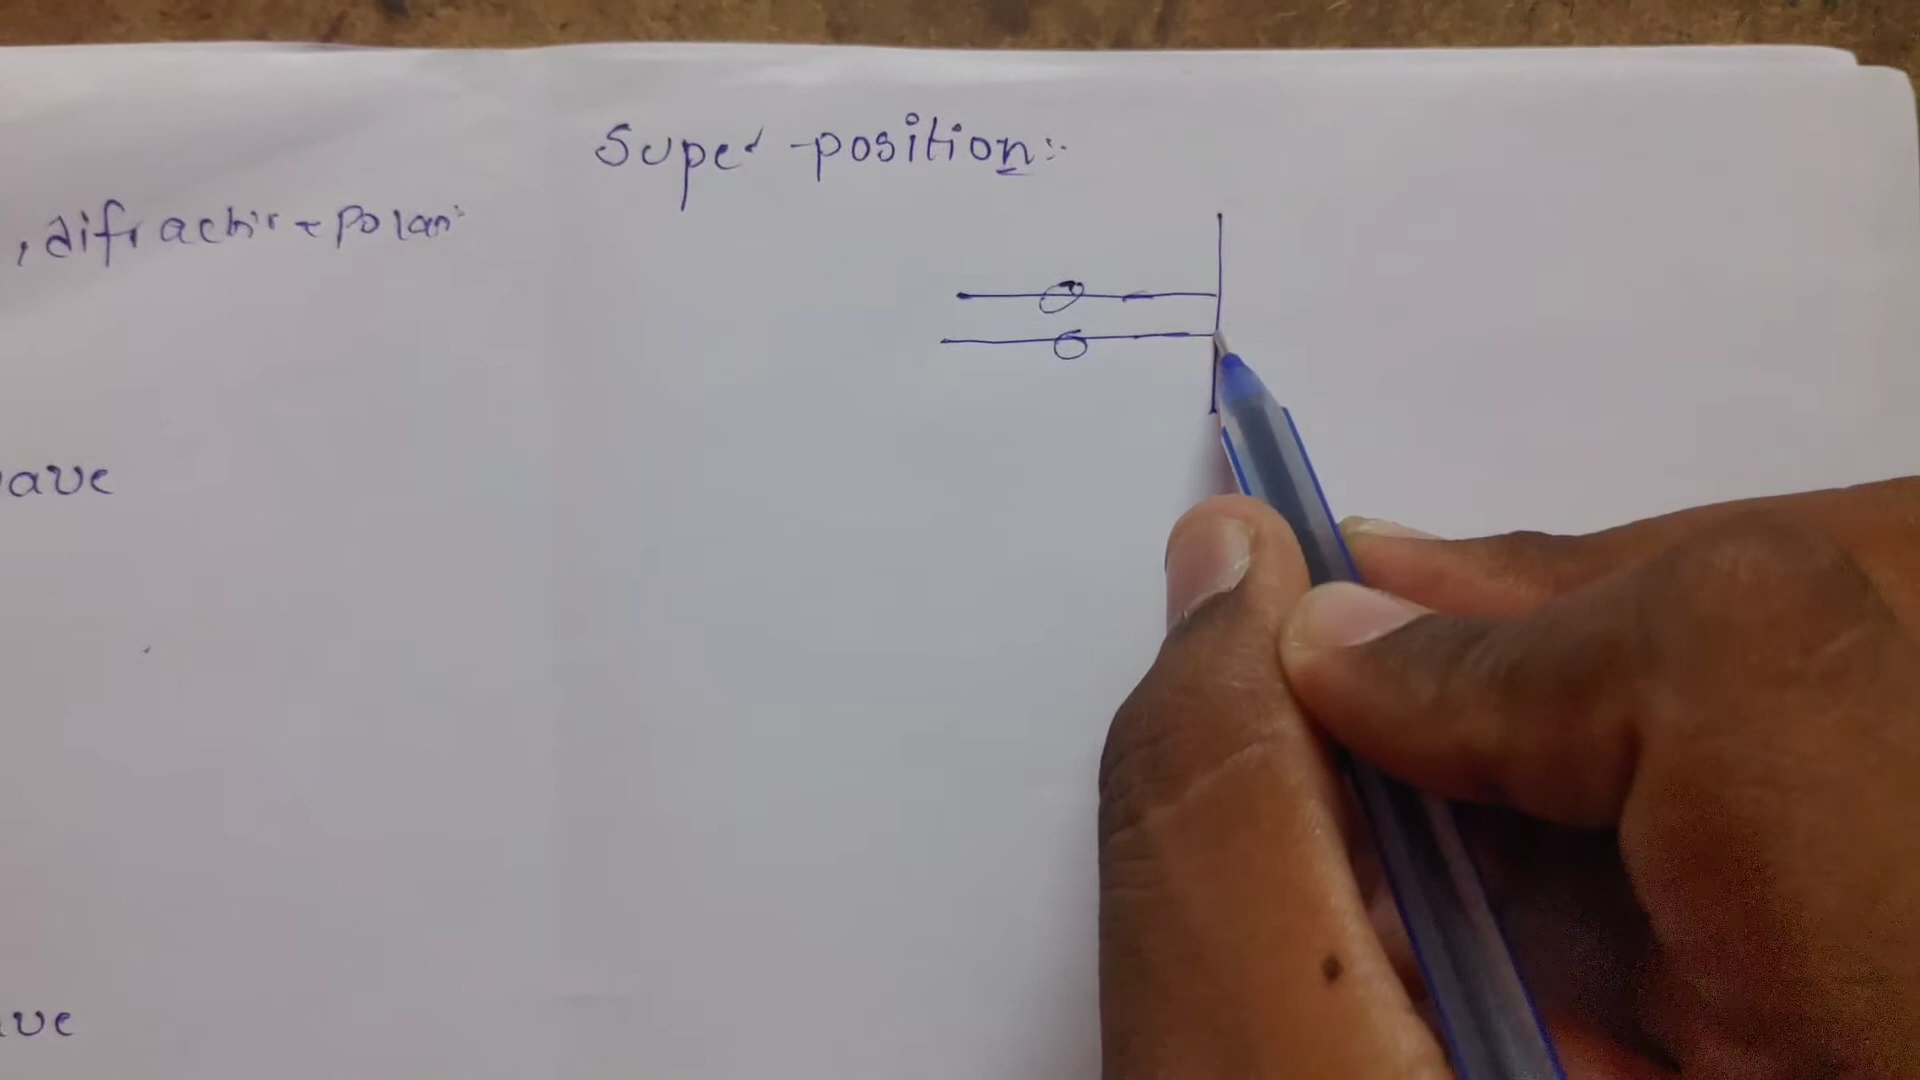 Super -position:-
, difraction + Polari
ave
ve